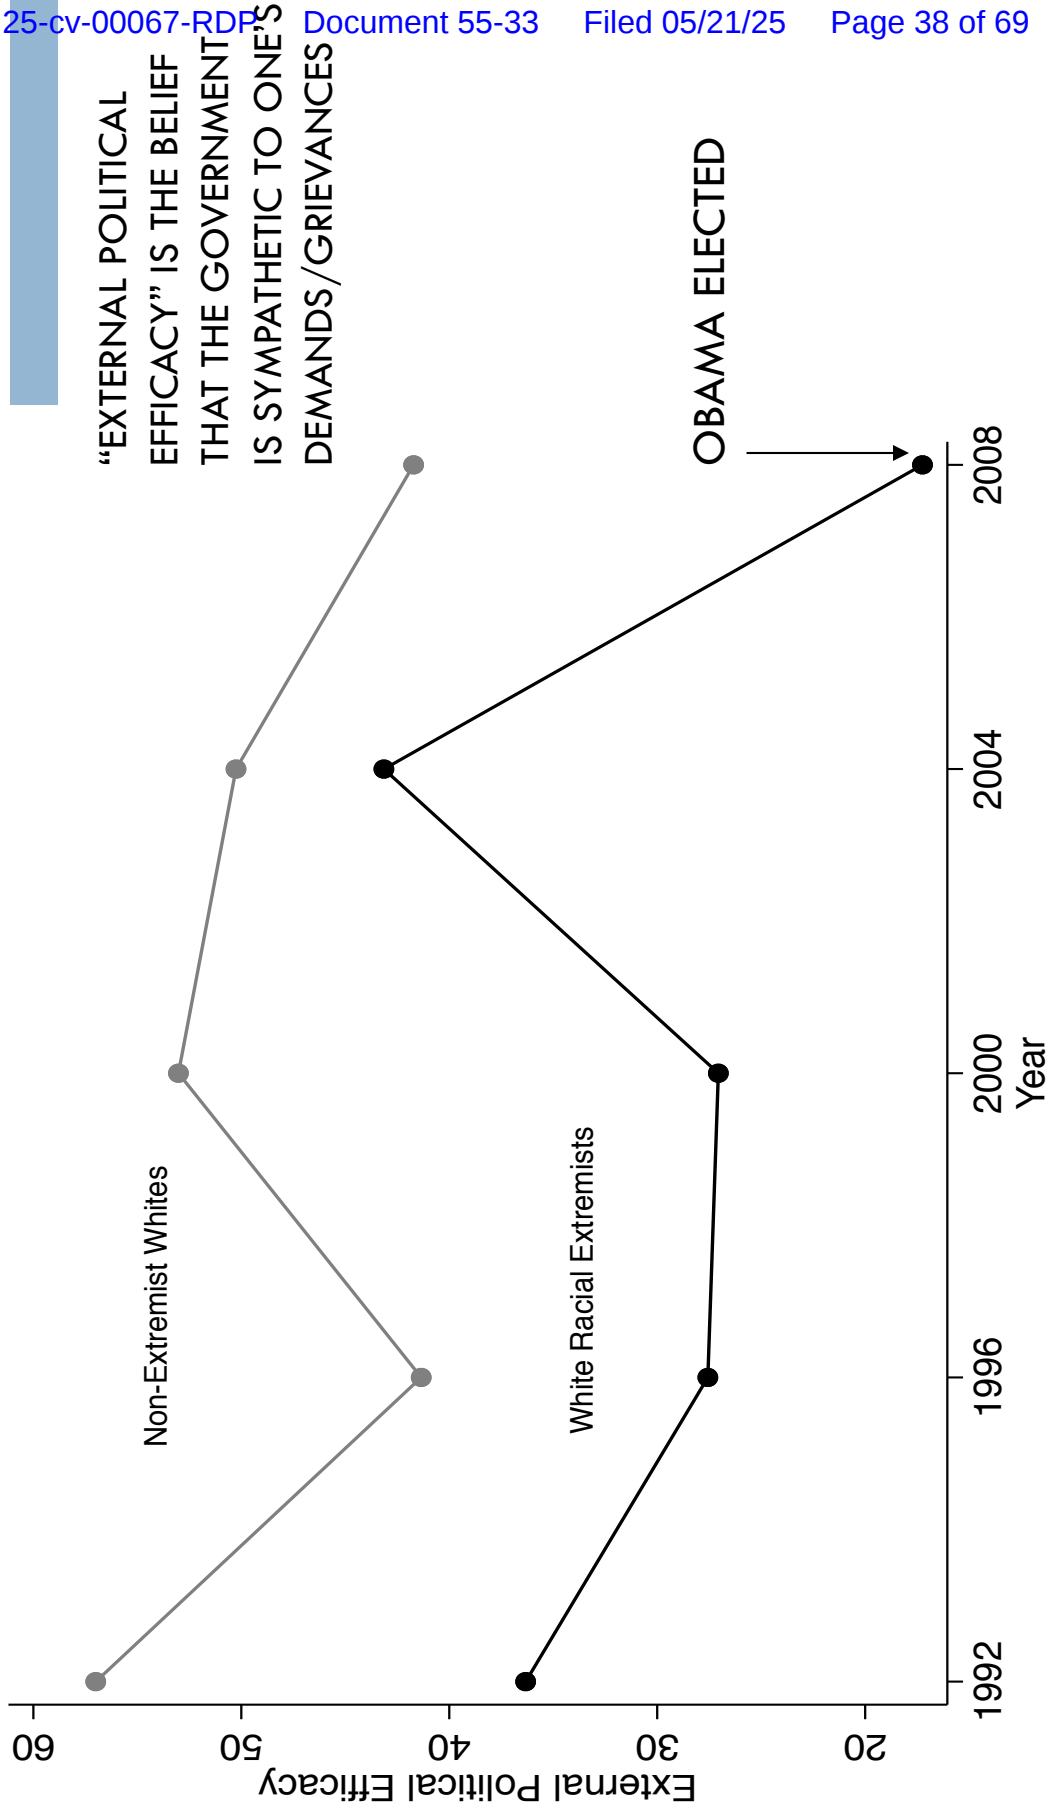 25-cv-00067-RDP Document 55-33 Filed 05/21/25 Page 38 of 69
“EXTERNAL POLITICAL
EFFICACY” IS THE BELIEF
THAT THE GOVERNMENT
IS SYMPATHETIC TO ONE’S
DEMANDS/GRIEVANCES
OBAMA ELECTED
Non-Extremist Whites
White Racial Extremists
External Political Efficacy
60
50
40
30
20
1992
1996
2000
2004
2008
Year